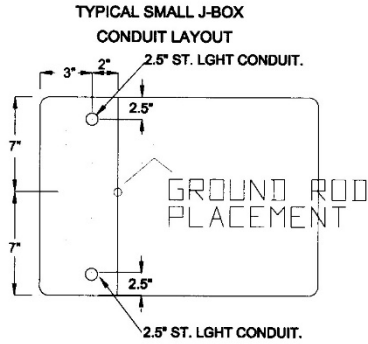 TYPICAL SMALL J-BOX
CONDUIT LAYOUT
2.5" ST. LGHT CONDUIT.
3"
2"
2.5"
7"
GROUND ROD
PLACEMENT
7"
2.5"
2.5" ST. LGHT CONDUIT.